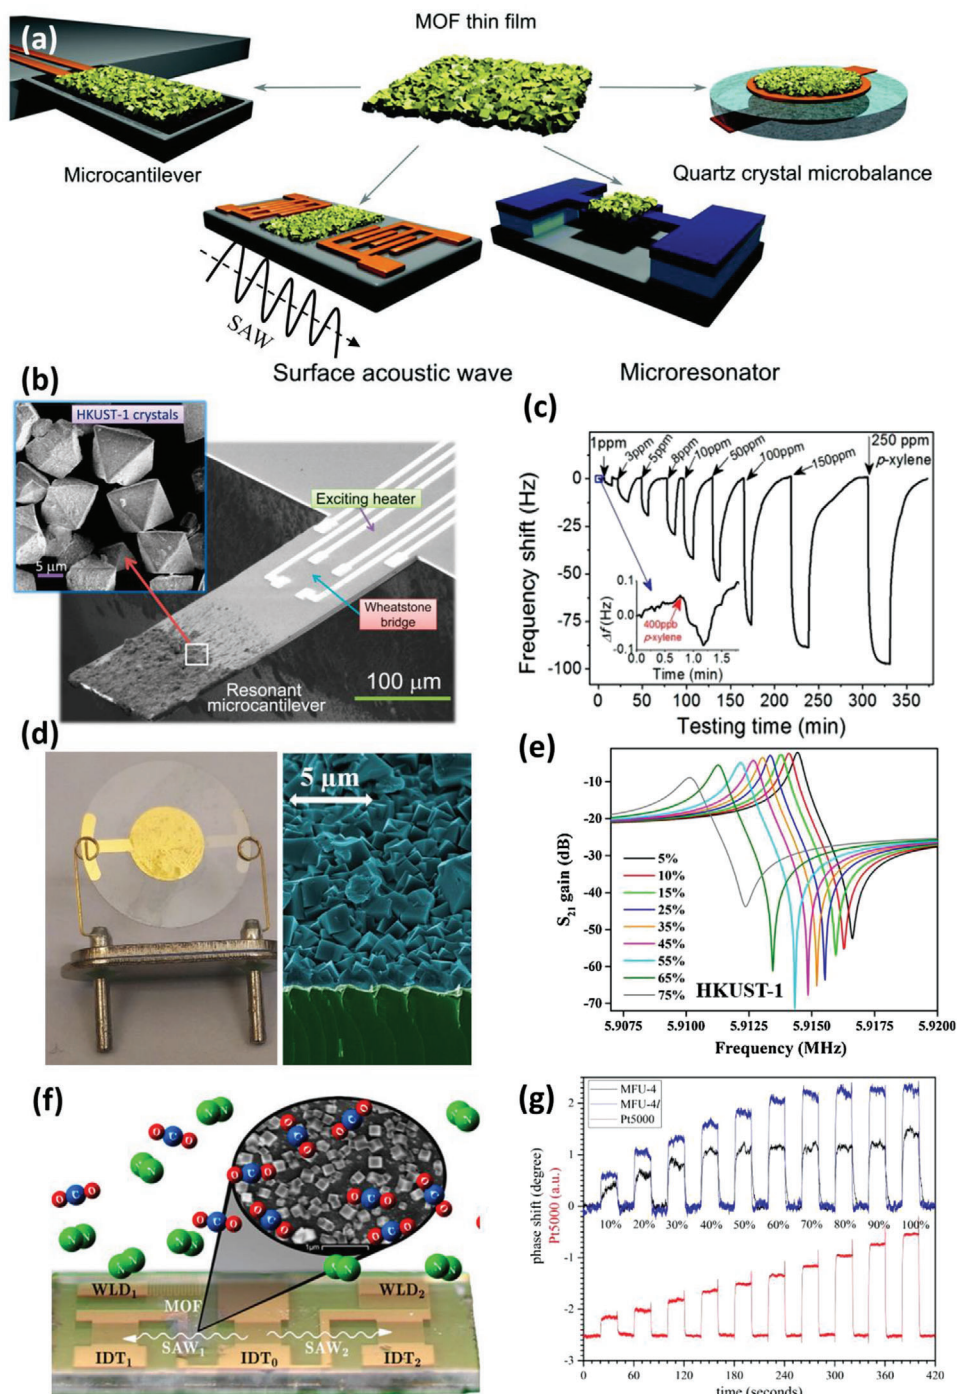 (a)
MOF thin film
Microcantilever
Quartz crystal microbalance
SAW
Surface acoustic wave
Microresonator
(b)
HKUST-1 crystals
5 µm
Exciting heater
Wheatstone
bridge
Resonant
microcantilever
100 µm
(c)
1ppm
3ppm
5ppm
8ppm
10ppm
50ppm
100ppm
150ppm
250 ppm
p-xylene
Frequency shift (Hz)
0
-25
-50
-75
-100
Δf (Hz)
0.1
0.0
-0.1
400ppb
p-xylene
0.0 0.5 1.0 1.5
Time (min)
0 50 100 150 200 250 300 350
Testing time (min)
(d)
5 µm
(e)
S21 gain (dB)
-10
-20
-30
-40
-50
-60
-70
5%
10%
15%
25%
35%
45%
55%
65%
75%
HKUST-1
5.9075 5.9100 5.9125 5.9150 5.9175 5.9200
Frequency (MHz)
(f)
O C O
1µm
WLD1
WLD2
MOF
SAW1
SAW2
IDT1
IDT0
IDT2
(g)
MFU-4
MFU-4/
Pt5000
phase shift (degree)
Pt5000 (a.u.)
2
1
0
-1
-2
-3
10% 20% 30% 40% 50% 60% 70% 80% 90% 100%
0 60 120 180 240 300 360 420
time (seconds)